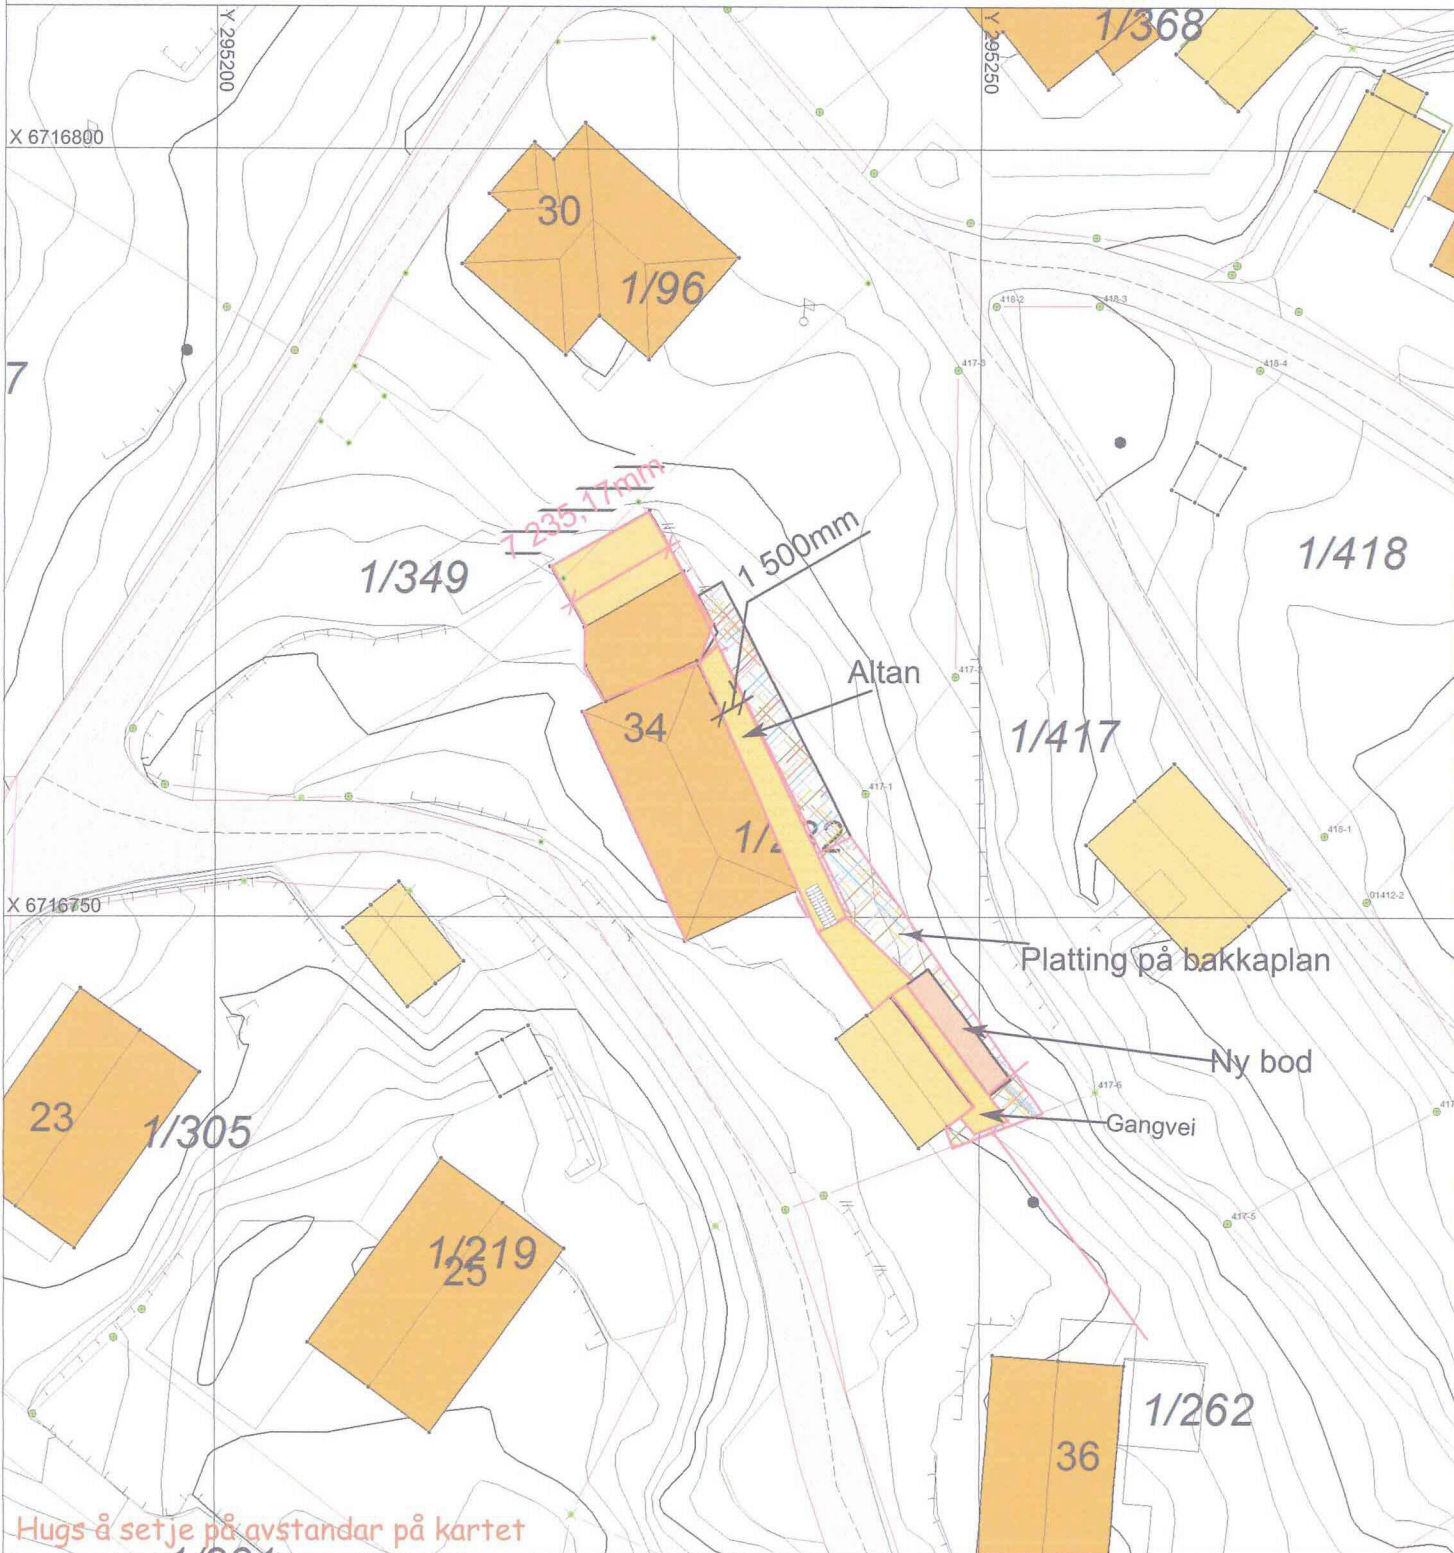 1/368
Y 295200
Y 295250
X 6716800
30
1/96
418-2
418-3
417-3
418-4
7
7 235,17mm
1 500mm
1/349
1/418
Altan
417-2
34
1/417
417-1
418-1
91412-2
X 6716750
Platting på bakkaplan
Ny bod
417-6
23
1/305
Gangvei
417-5
1/219
25
1/262
36
Hugs å setje på avstandar på kartet